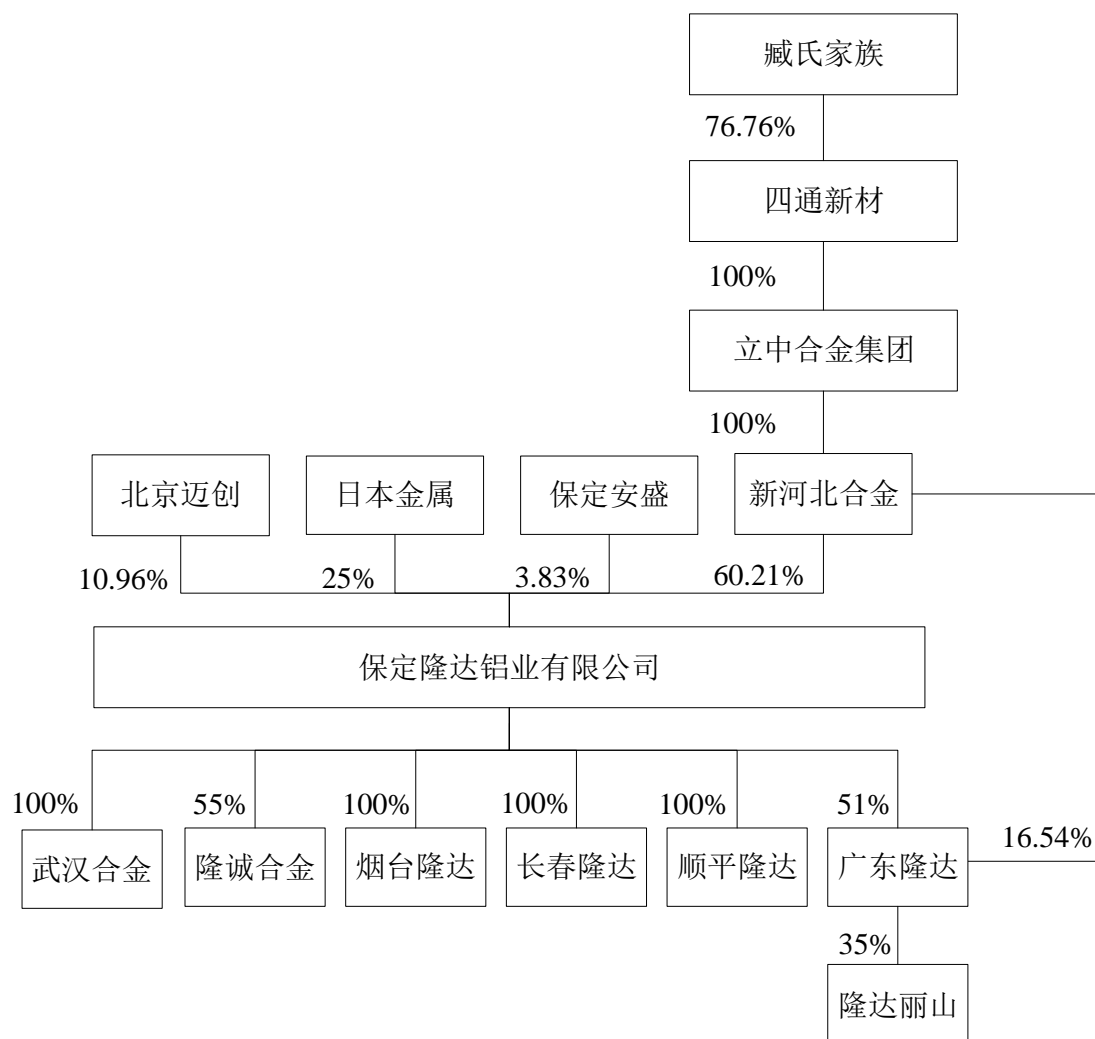 臧氏家族
76.76%
四通新材
100%
立中合金集团
100%
北京迈创
日本金属
保定安盛
新河北合金
10.96%
25%
3.83%
60.21%
保定隆达铝业有限公司
100%
55%
100%
100%
100%
51%
16.54%
武汉合金
隆诚合金
烟台隆达
长春隆达
顺平隆达
广东隆达
35%
隆达丽山